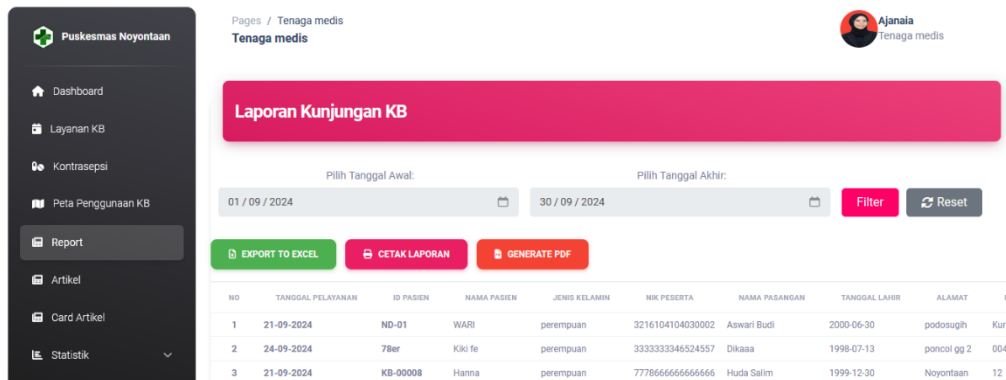 Puskesmas Noyontaan
Dashboard
Layanan KB
Kontrasepsi
Peta Penggunaan KB
Report
Artikel
Card Artikel
Statistik
Pages / Tenaga medis
Tenaga medis
Ajanaia
Tenaga medis
Laporan Kunjungan KB
Pilih Tanggal Awal: Pilih Tanggal Akhir:
01 / 09 / 2024 30 / 09 / 2024 Filter Reset
EXPORT TO EXCEL CETAK LAPORAN GENERATE PDF
NO TANGGAL PELAYANAN ID PASIEN NAMA PASIEN JENIS KELAMIN NIK PESERTA NAMA PASANGAN TANGGAL LAHIR ALAMAT
1 21-09-2024 ND-01 WARI perempuan 3216104104030002 Aswari Budi 2000-06-30 podosugih Kur
2 24-09-2024 78er Kiki fe perempuan 3333333346524557 Dikaaa 1998-07-13 poncol gg 2 004
3 21-09-2024 KB-00008 Hanna perempuan 7778666666666666 Huda Salim 1999-12-30 Noyontaan 12